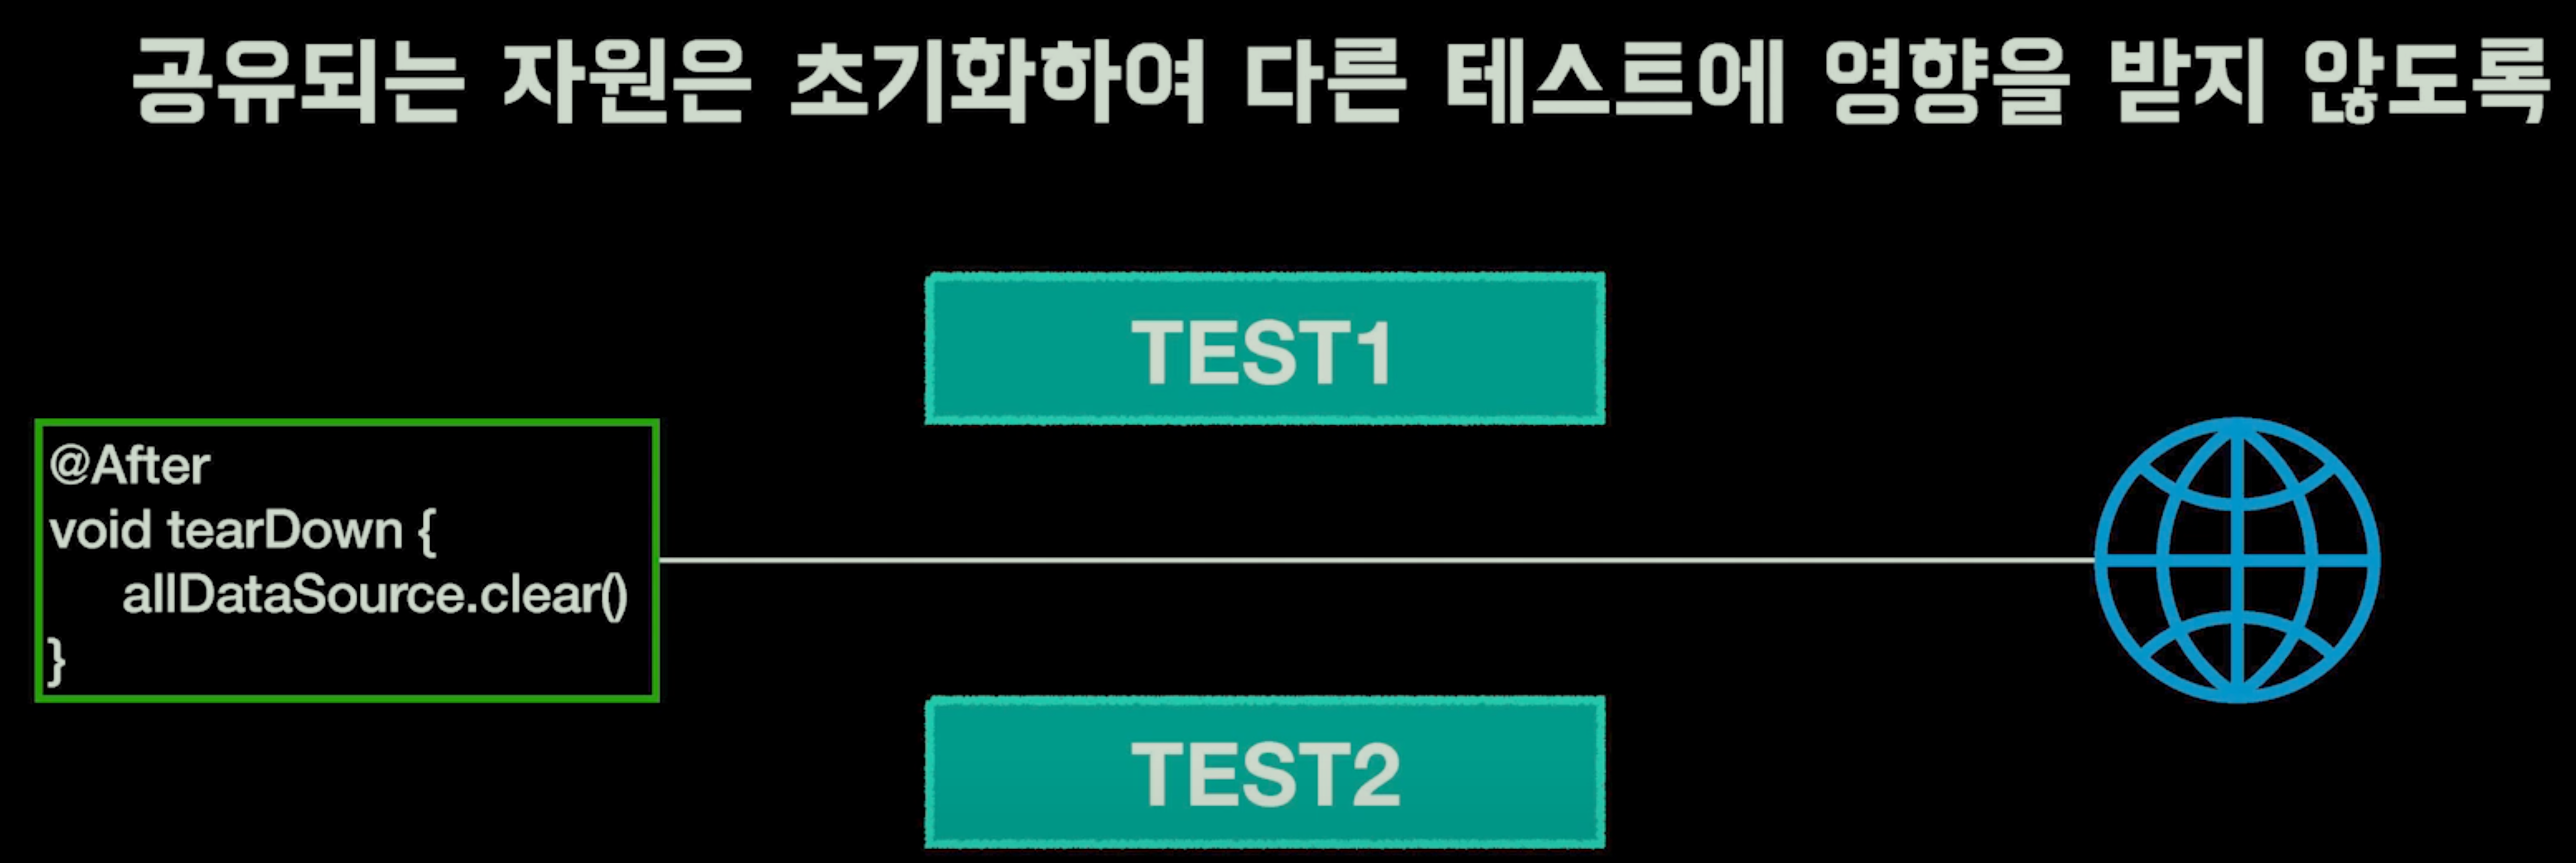 공유되는 자원은 초기화하여 다른 테스트에 영향을 받지 않도록
TEST1
@After
void tearDown {
allDataSource.clear()
}
TEST2